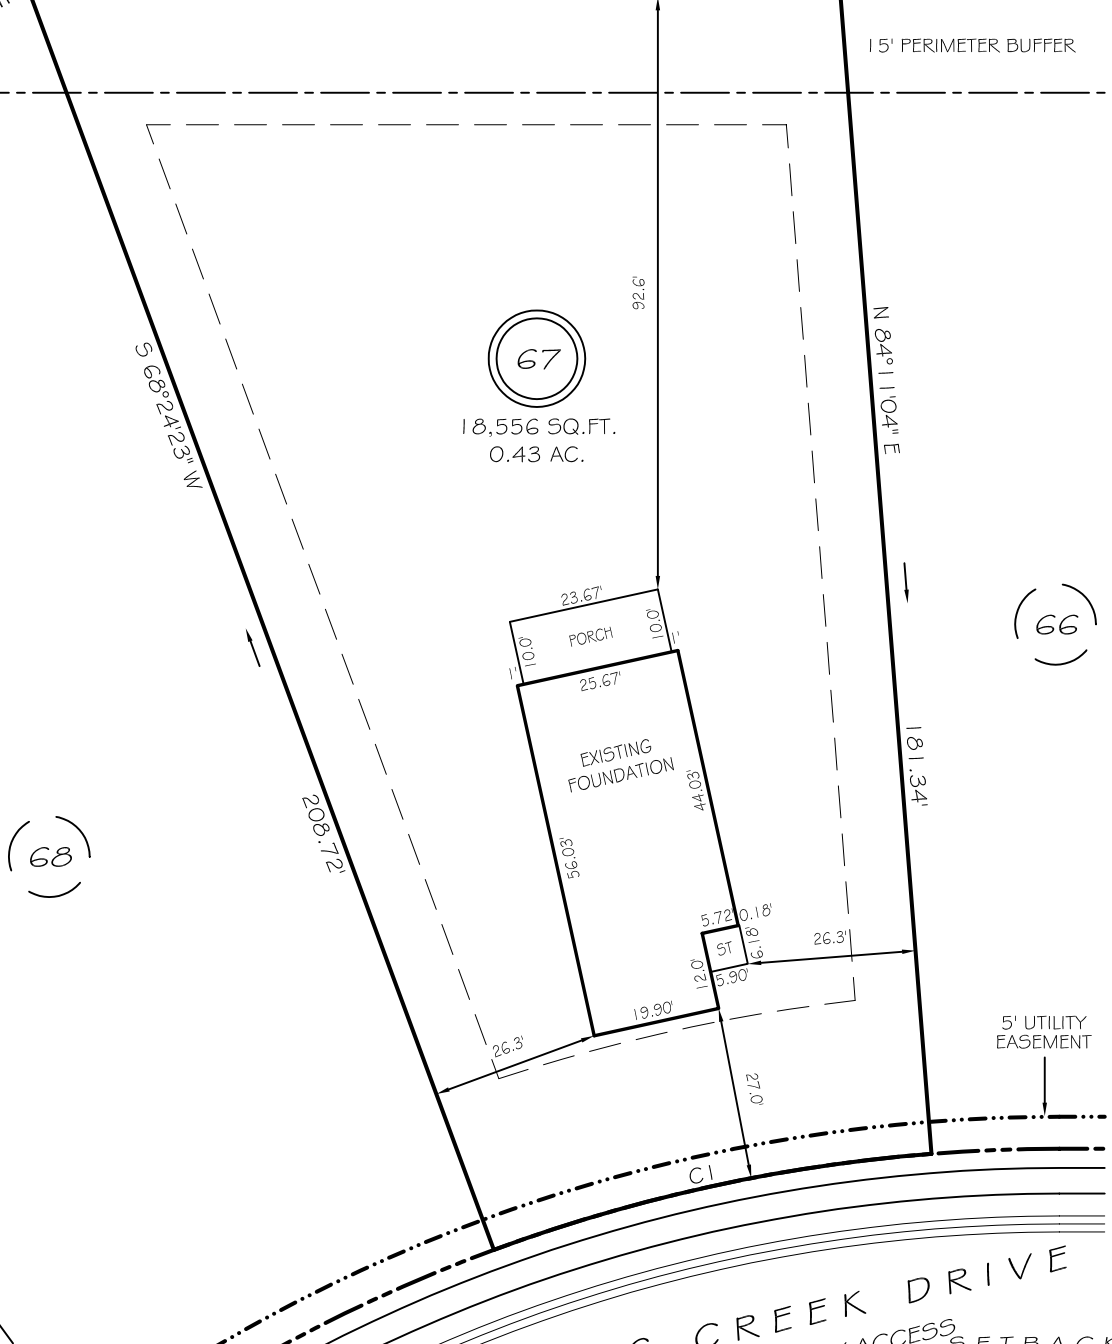 15' PERIMETER BUFFER
92.6'
67
18,556 SQ.FT.
0.43 AC.
S 68°24'23" W
N 84°11'04" E
23.67'
10.0'
PORCH
10.0'
1'
1'
25.67'
66
EXISTING
FOUNDATION
44.03'
181.34'
208.72'
68
56.03'
5.72'
0.18'
ST
6.18'
12.0'
5.90'
26.3'
19.90'
26.3'
5' UTILITY
EASEMENT
27.0'
C1
CREEK DRIVE
ACCESS